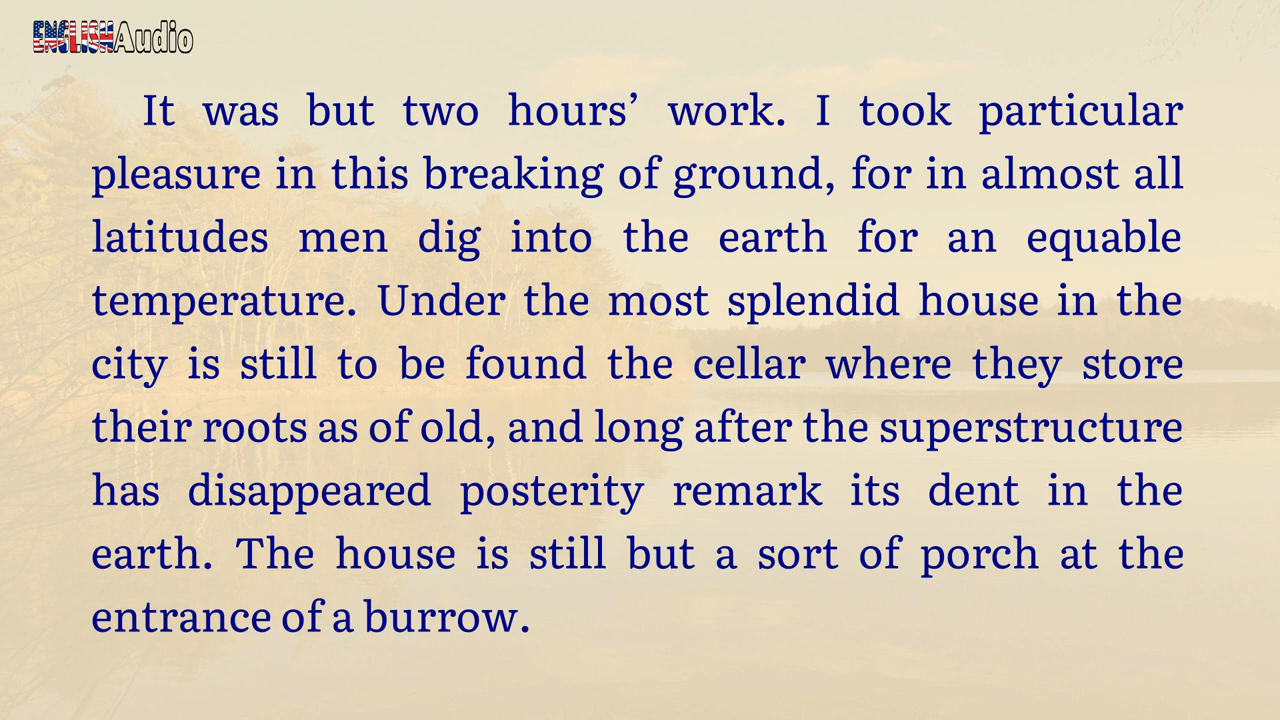 ENGLISHAudio
It was but two hours’ work. I took particular
pleasure in this breaking of ground, for in almost all
latitudes men dig into the earth for an equable
temperature. Under the most splendid house in the
city is still to be found the cellar where they store
their roots as of old, and long after the superstructure
has disappeared posterity remark its dent in the
earth. The house is still but a sort of porch at the
entrance of a burrow.